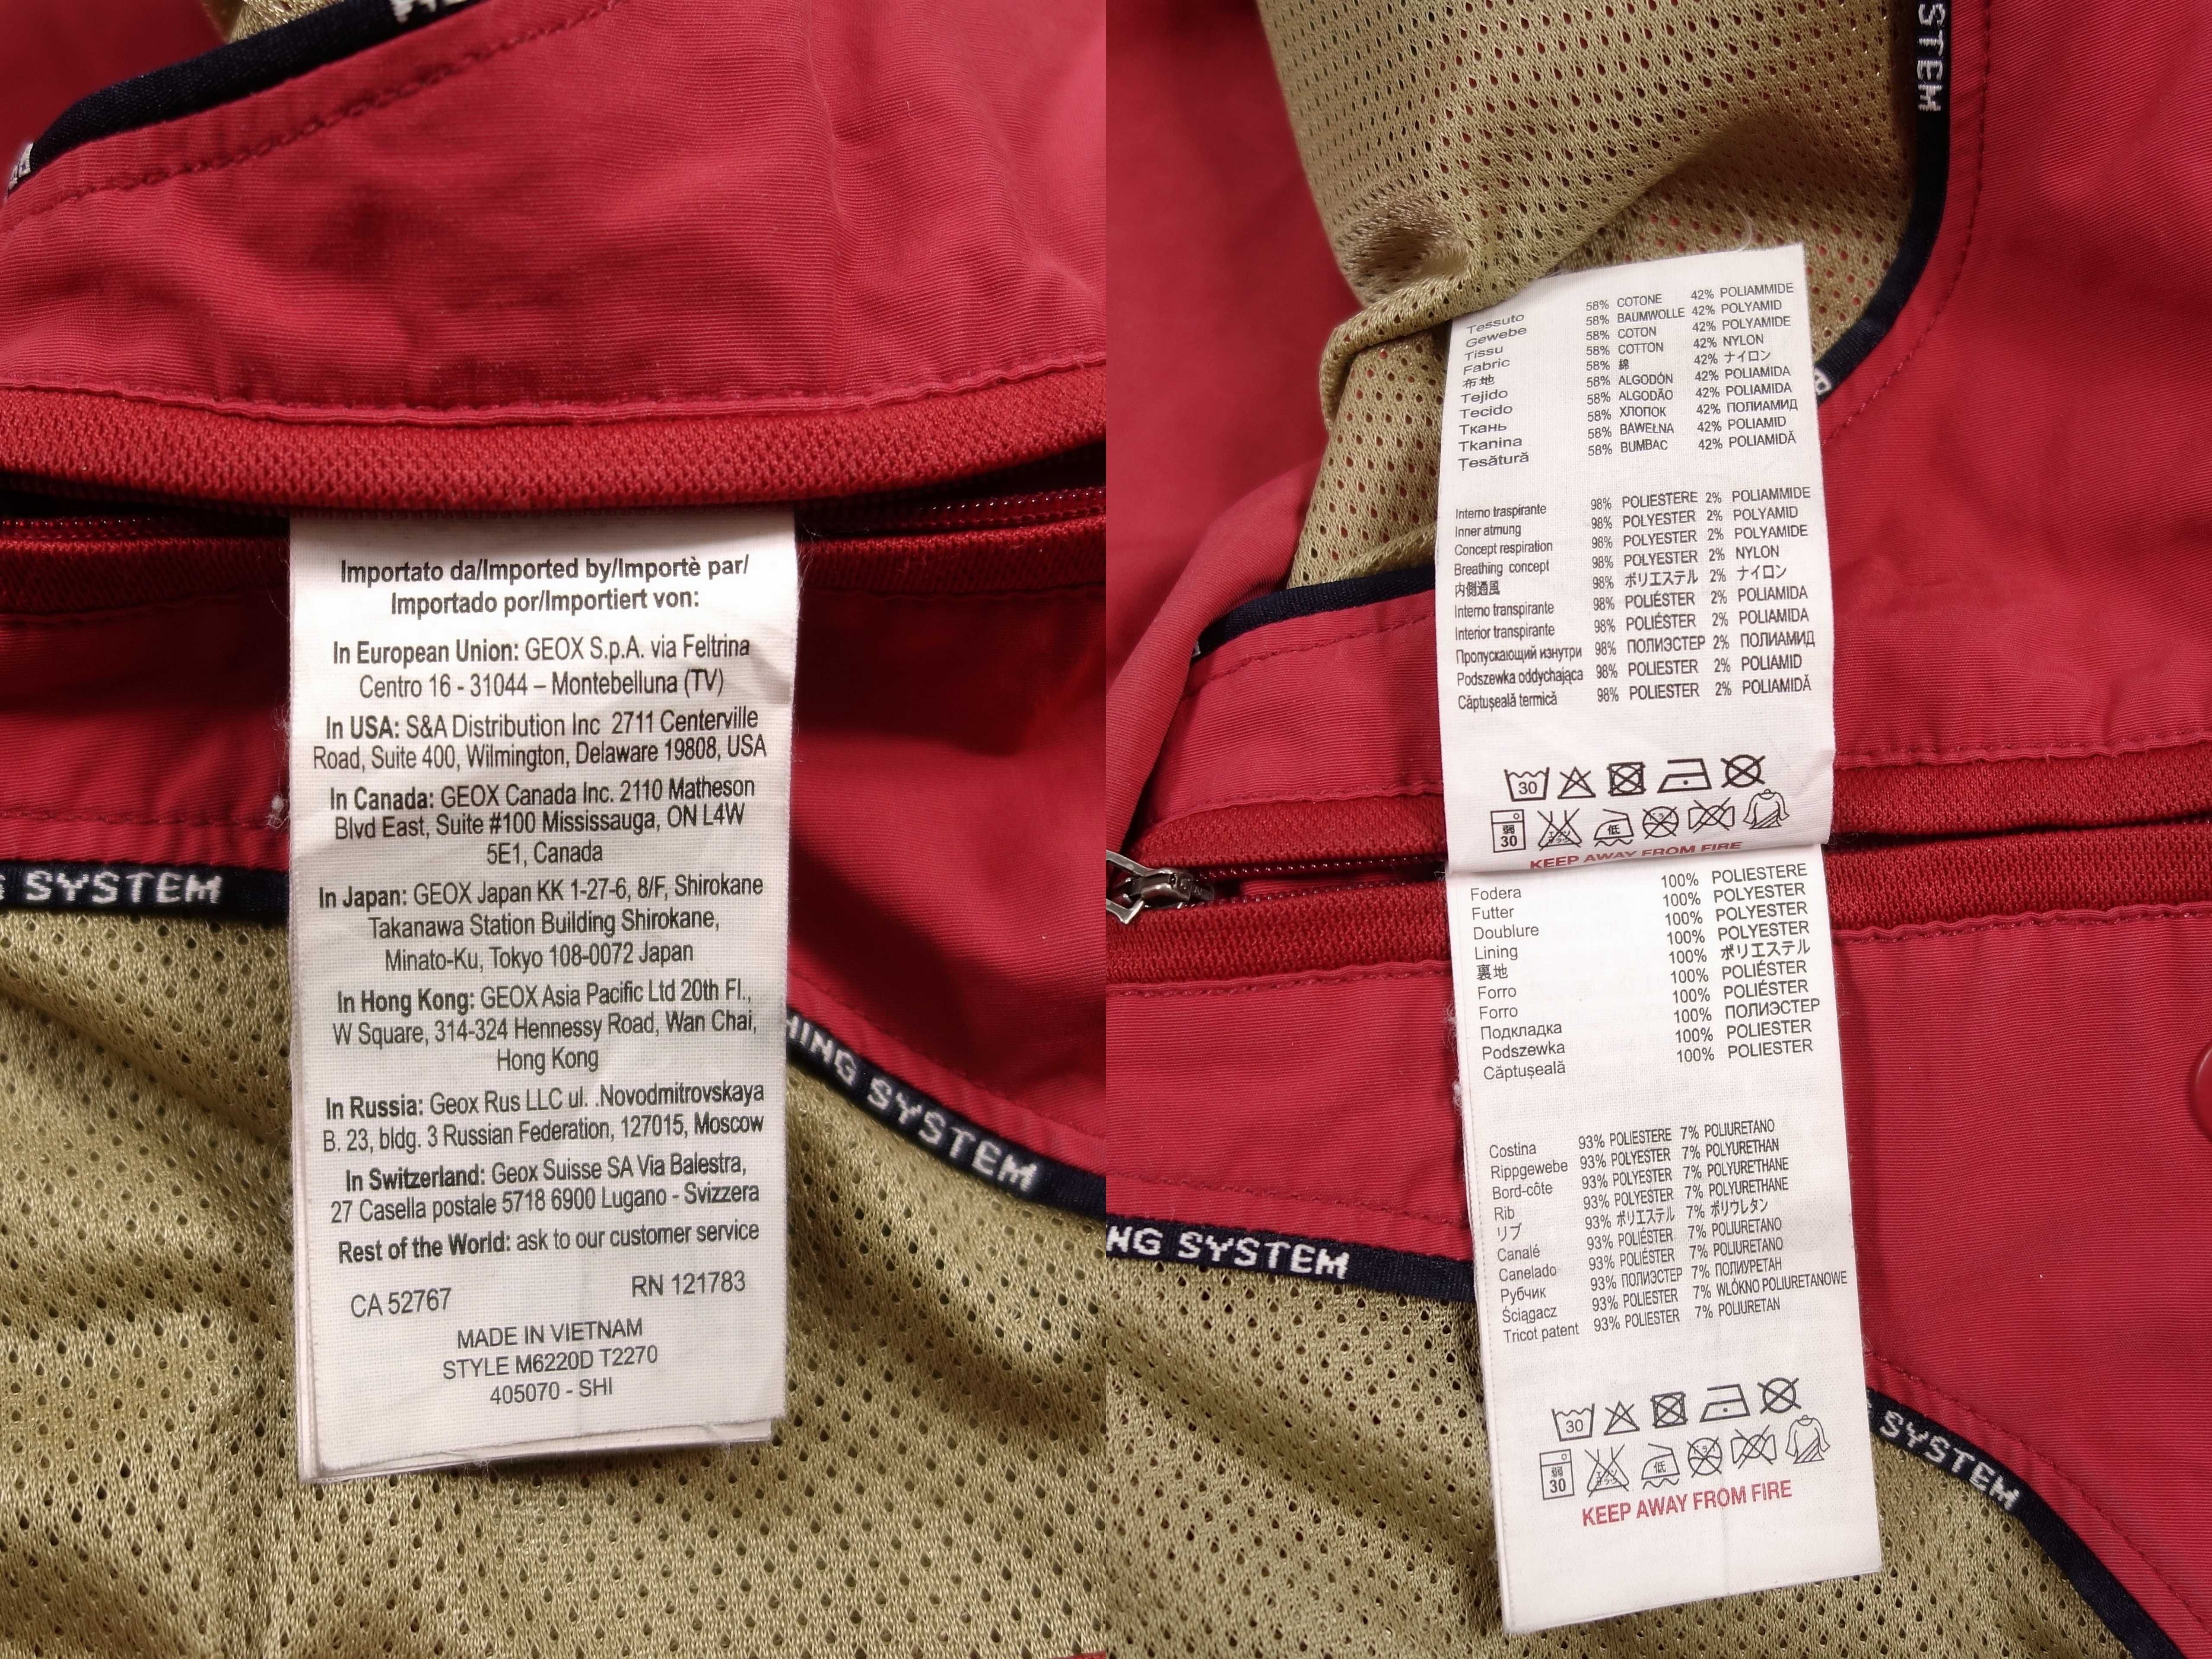 SYSTEM
HING SYSTEM
Importato da/Imported by/Importè par/
Importado por/Importiert von:
In European Union: GEOX S.p.A. via Feltrina
Centro 16 - 31044 – Montebelluna (TV)
In USA: S&A Distribution Inc 2711 Centerville
Road, Suite 400, Wilmington, Delaware 19808, USA
In Canada: GEOX Canada Inc. 2110 Matheson
Blvd East, Suite #100 Mississauga, ON L4W
5E1, Canada
In Japan: GEOX Japan KK 1-27-6, 8/F, Shirokane
Takanawa Station Building Shirokane,
Minato-Ku, Tokyo 108-0072 Japan
In Hong Kong: GEOX Asia Pacific Ltd 20th Fl.,
W Square, 314-324 Hennessy Road, Wan Chai,
Hong Kong
In Russia: Geox Rus LLC ul. .Novodmitrovskaya
B. 23, bldg. 3 Russian Federation, 127015, Moscow
In Switzerland: Geox Suisse SA Via Balestra,
27 Casella postale 5718 6900 Lugano - Svizzera
Rest of the World: ask to our customer service
CA 52767 RN 121783
MADE IN VIETNAM
STYLE M6220D T2270
405070 - SHI
STEM
Tessuto 58% COTONE 42% POLIAMMIDE
Gewebe 58% BAUMWOLLE 42% POLYAMID
Tissu 58% COTON 42% POLYAMIDE
Fabric 58% COTTON 42% NYLON
布地 58% 綿 42% ナイロン
Tejido 58% ALGODÓN 42% POLIAMIDA
Tecido 58% ALGODÃO 42% POLIAMIDA
Ткань 58% ХЛОПОК 42% ПОЛИАМИД
Tkanina 58% BAWEŁNA 42% POLIAMID
Țesătură 58% BUMBAC 42% POLIAMIDĂ
Interno traspirante 98% POLIESTERE 2% POLIAMMIDE
Inner atmung 98% POLYESTER 2% POLYAMID
Concept respiration 98% POLYESTER 2% POLYAMIDE
Breathing concept 98% POLYESTER 2% NYLON
内側通風 98% ポリエステル 2% ナイロン
Interno transpirante 98% POLIÉSTER 2% POLIAMIDA
Interior transpirante 98% POLIÉSTER 2% POLIAMIDA
Пропускающий изнутри 98% ПОЛИЭСТЕР 2% ПОЛИАМИД
Podszewka oddychająca 98% POLIESTER 2% POLIAMID
Căptușeală termică 98% POLIESTER 2% POLIAMIDĂ
30
弱 30 低
KEEP AWAY FROM FIRE
Fodera 100% POLIESTERE
Futter 100% POLYESTER
Doublure 100% POLYESTER
Lining 100% POLYESTER
裏地 100% ポリエステル
Forro 100% POLIÉSTER
Forro 100% POLIÉSTER
Подкладка 100% ПОЛИЭСТЕР
Podszewka 100% POLIESTER
Căptușeală 100% POLIESTER
NG SYSTEM
Costina 93% POLIESTERE 7% POLIURETANO
Rippgewebe 93% POLYESTER 7% POLYURETHAN
Bord-côte 93% POLYESTER 7% POLYURETHANE
Rib 93% POLYESTER 7% POLYURETHANE
リブ 93% ポリエステル 7% ポリウレタン
Canalé 93% POLIÉSTER 7% POLIURETANO
Canelado 93% POLIÉSTER 7% POLIURETANO
Рубчик 93% ПОЛИЭСТЕР 7% ПОЛИУРЕТАН
Ściągacz 93% POLIESTER 7% WŁÓKNO POLIURETANOWE
Tricot patent 93% POLIESTER 7% POLIURETAN
30
弱 30 低
KEEP AWAY FROM FIRE
SYSTEM